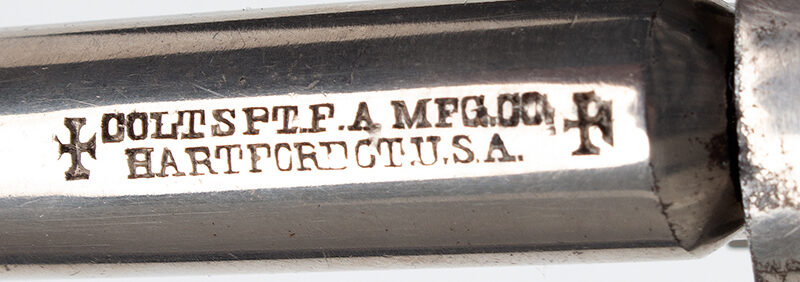 COLTS PT. F. A MFG. CO.
HARTFORD CT. U.S.A.